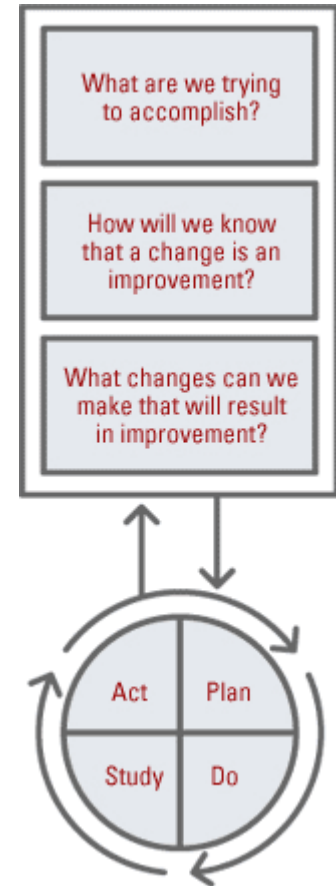 What are we trying
to accomplish?
How will we know
that a change is an
improvement?
What changes can we
make that will result
in improvement?
Act
Plan
Study
Do